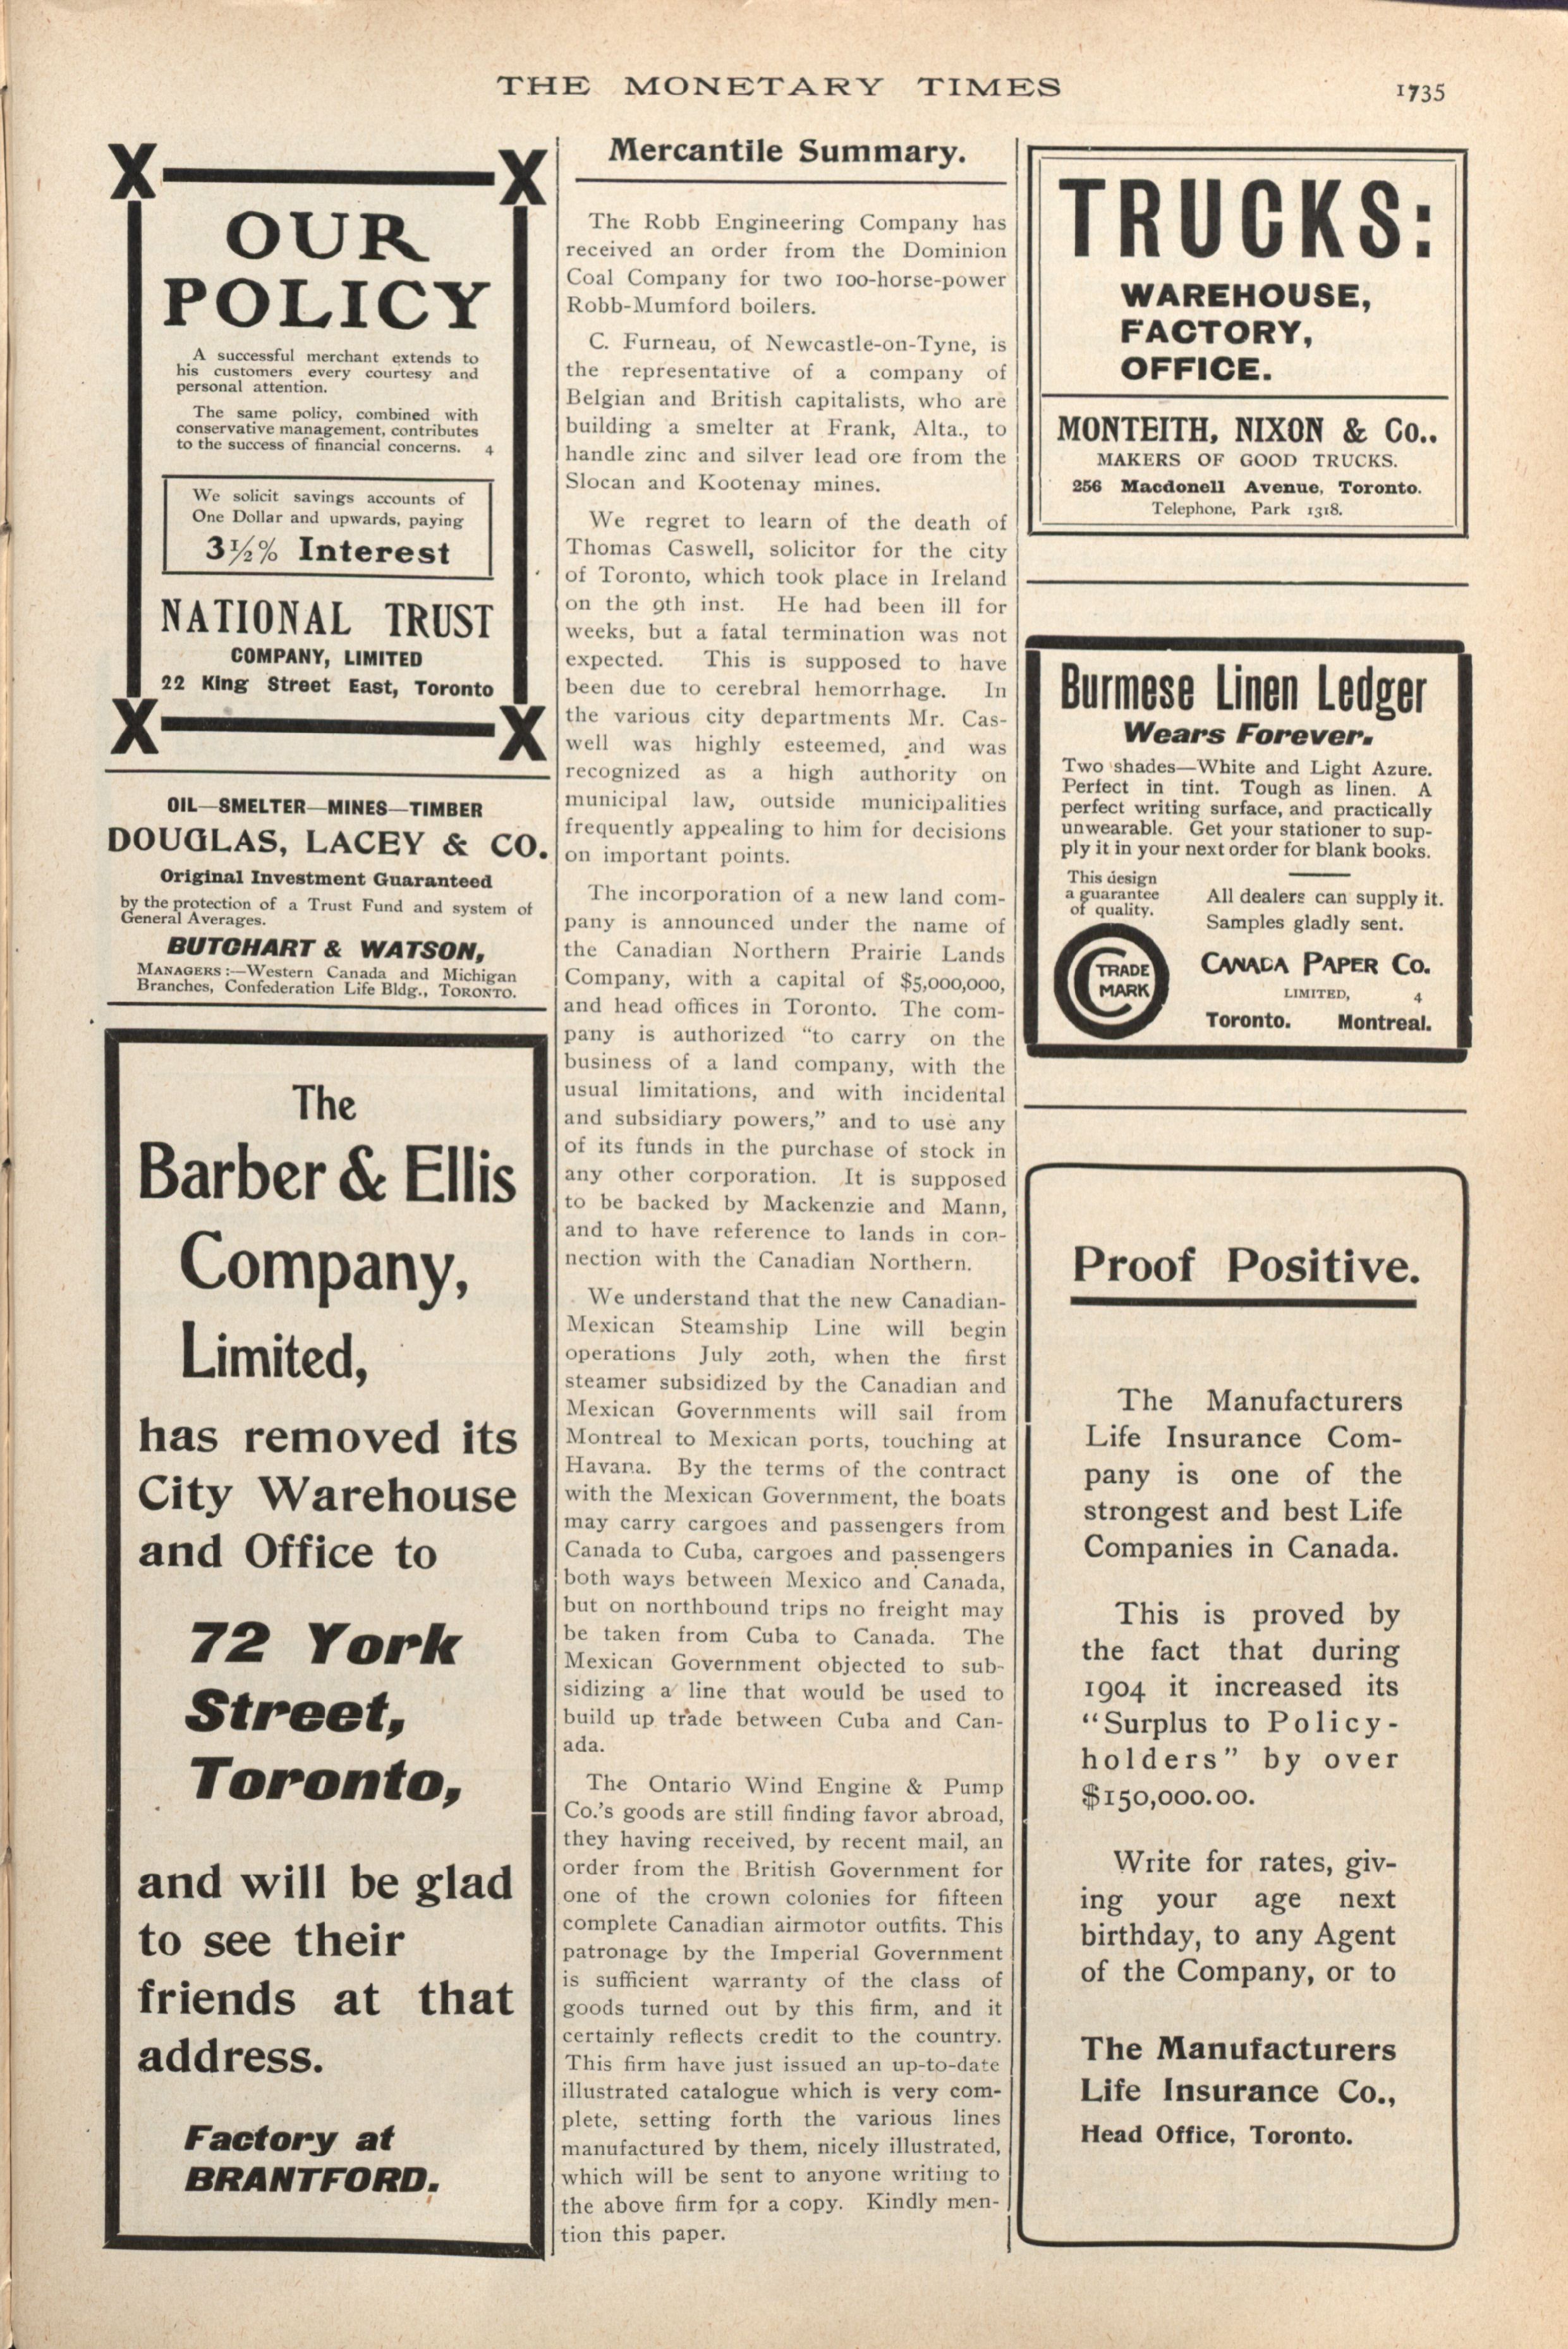 THE MONETARY TIMES
1735
X X
OUR
POLICY
A successful merchant extends to
his customers every courtesy and
personal attention.
The same policy, combined with
conservative management, contributes
to the success of financial concerns. 4
We solicit savings accounts of
One Dollar and upwards, paying
3½% Interest
NATIONAL TRUST
COMPANY, LIMITED
22 King Street East, Toronto
X X
OIL—SMELTER—MINES—TIMBER
DOUGLAS, LACEY & CO.
Original Investment Guaranteed
by the protection of a Trust Fund and system of
General Averages.
BUTCHART & WATSON,
MANAGERS:—Western Canada and Michigan
Branches, Confederation Life Bldg., TORONTO.
The
Barber & Ellis
Company,
Limited,
has removed its
City Warehouse
and Office to
72 York
Street,
Toronto,
and will be glad
to see their
friends at that
address.
Factory at
BRANTFORD.
Mercantile Summary.
The Robb Engineering Company has
received an order from the Dominion
Coal Company for two 100-horse-power
Robb-Mumford boilers.
C. Furneau, of Newcastle-on-Tyne, is
the representative of a company of
Belgian and British capitalists, who are
building a smelter at Frank, Alta., to
handle zinc and silver lead ore from the
Slocan and Kootenay mines.
We regret to learn of the death of
Thomas Caswell, solicitor for the city
of Toronto, which took place in Ireland
on the 9th inst. He had been ill for
weeks, but a fatal termination was not
expected. This is supposed to have
been due to cerebral hemorrhage. In
the various city departments Mr. Cas-
well was highly esteemed, and was
recognized as a high authority on
municipal law, outside municipalities
frequently appealing to him for decisions
on important points.
The incorporation of a new land com-
pany is announced under the name of
the Canadian Northern Prairie Lands
Company, with a capital of $5,000,000,
and head offices in Toronto. The com-
pany is authorized "to carry on the
business of a land company, with the
usual limitations, and with incidental
and subsidiary powers," and to use any
of its funds in the purchase of stock in
any other corporation. It is supposed
to be backed by Mackenzie and Mann,
and to have reference to lands in con-
nection with the Canadian Northern.
We understand that the new Canadian-
Mexican Steamship Line will begin
operations July 20th, when the first
steamer subsidized by the Canadian and
Mexican Governments will sail from
Montreal to Mexican ports, touching at
Havana. By the terms of the contract
with the Mexican Government, the boats
may carry cargoes and passengers from
Canada to Cuba, cargoes and passengers
both ways between Mexico and Canada,
but on northbound trips no freight may
be taken from Cuba to Canada. The
Mexican Government objected to sub-
sidizing a line that would be used to
build up trade between Cuba and Can-
ada.
The Ontario Wind Engine & Pump
Co.'s goods are still finding favor abroad,
they having received, by recent mail, an
order from the British Government for
one of the crown colonies for fifteen
complete Canadian airmotor outfits. This
patronage by the Imperial Government
is sufficient warranty of the class of
goods turned out by this firm, and it
certainly reflects credit to the country.
This firm have just issued an up-to-date
illustrated catalogue which is very com-
plete, setting forth the various lines
manufactured by them, nicely illustrated,
which will be sent to anyone writing to
the above firm for a copy. Kindly men-
tion this paper.
TRUCKS:
WAREHOUSE,
FACTORY,
OFFICE.
MONTEITH, NIXON & Co..
MAKERS OF GOOD TRUCKS.
256 Macdonell Avenue, Toronto.
Telephone, Park 1318.
Burmese Linen Ledger
Wears Forever.
Two shades—White and Light Azure.
Perfect in tint. Tough as linen. A
perfect writing surface, and practically
unwearable. Get your stationer to sup-
ply it in your next order for blank books.
This design
a guarantee
of quality.
TRADE
MARK
All dealers can supply it.
Samples gladly sent.
CANADA PAPER CO.
LIMITED, 4
Toronto. Montreal.
Proof Positive.
The Manufacturers
Life Insurance Com-
pany is one of the
strongest and best Life
Companies in Canada.
This is proved by
the fact that during
1904 it increased its
"Surplus to Policy-
holders" by over
$150,000.00.
Write for rates, giv-
ing your age next
birthday, to any Agent
of the Company, or to
The Manufacturers
Life Insurance Co.,
Head Office, Toronto.